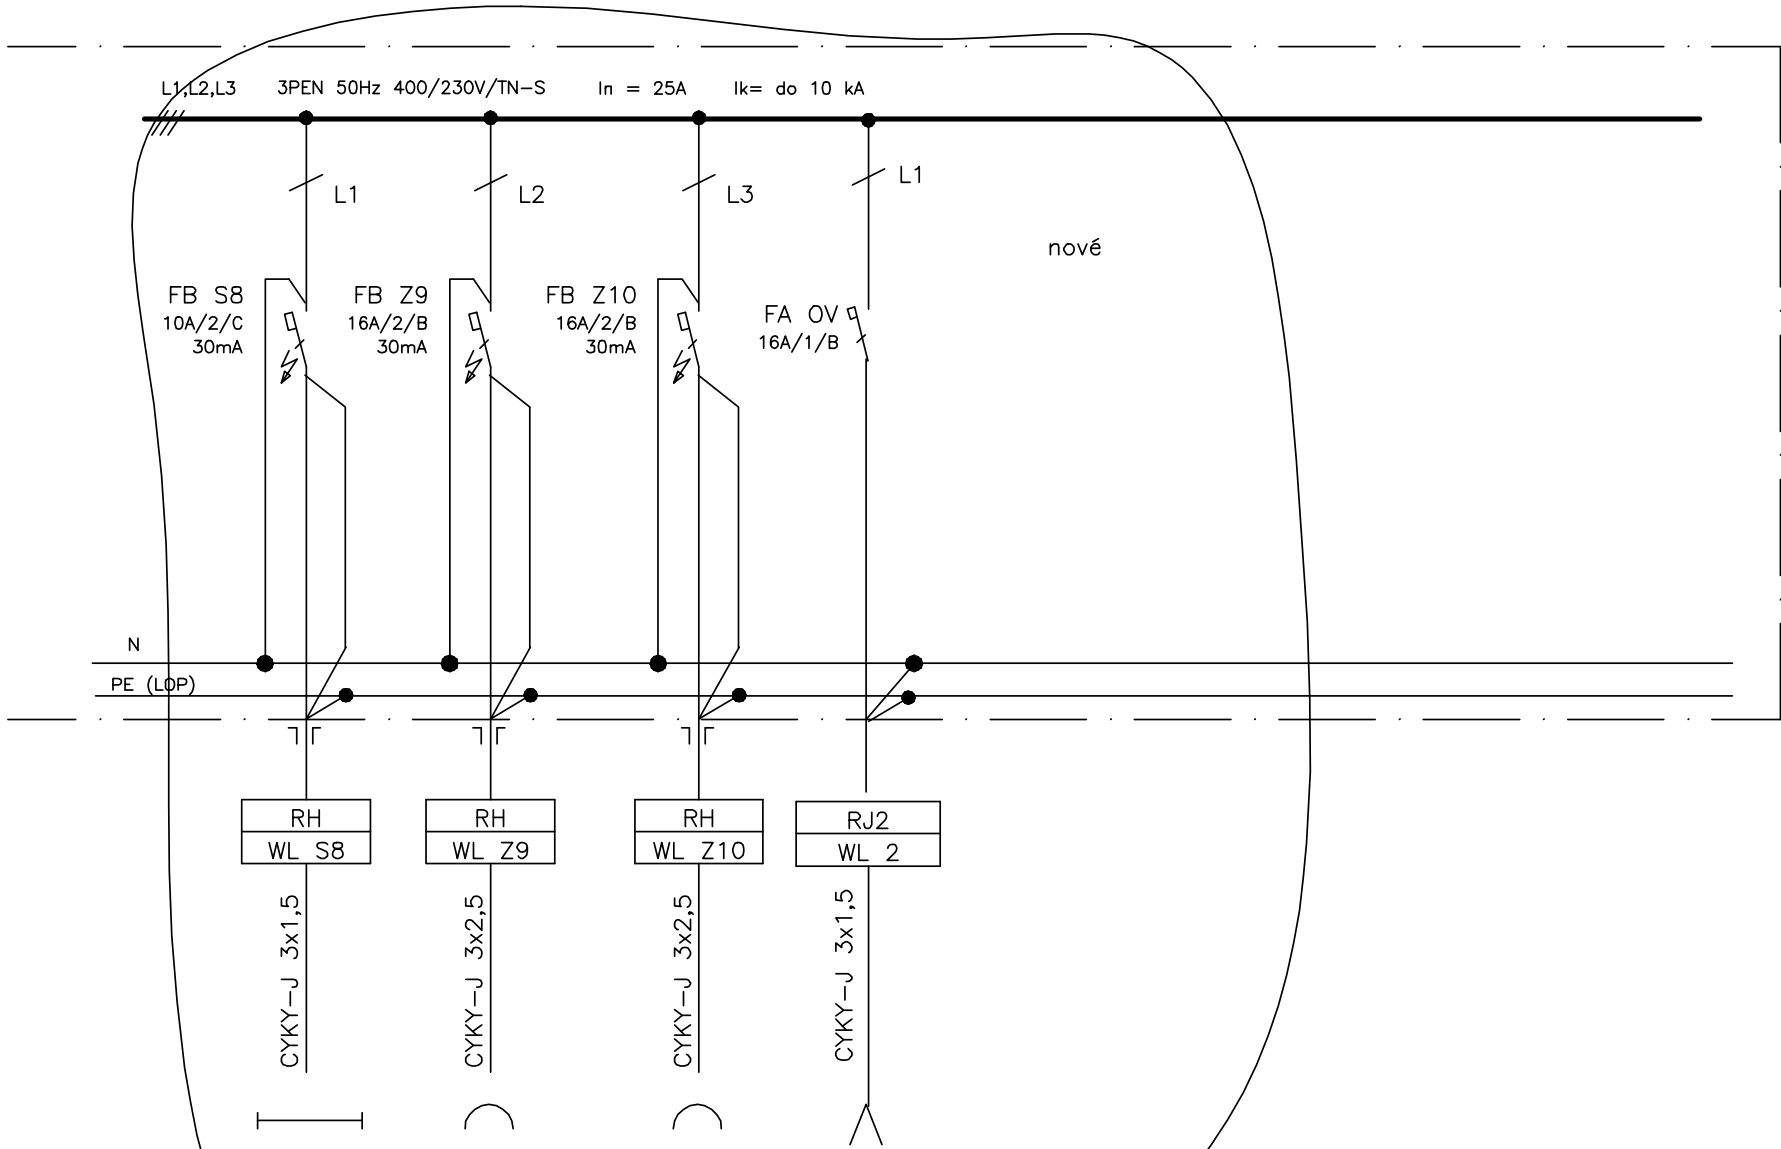 L1,L2,L3 3PEN 50Hz 400/230V/TN-S In = 25A Ik= do 10 kA
L1 L2 L3 L1
nové
FB S8
10A/2/C
30mA
FB Z9
16A/2/B
30mA
FB Z10
16A/2/B
30mA
FA OV
16A/1/B
N
PE (LOP)
RH
WL S8
RH
WL Z9
RH
WL Z10
RJ2
WL 2
CYKY-J 3x1,5
CYKY-J 3x2,5
CYKY-J 3x2,5
CYKY-J 3x1,5